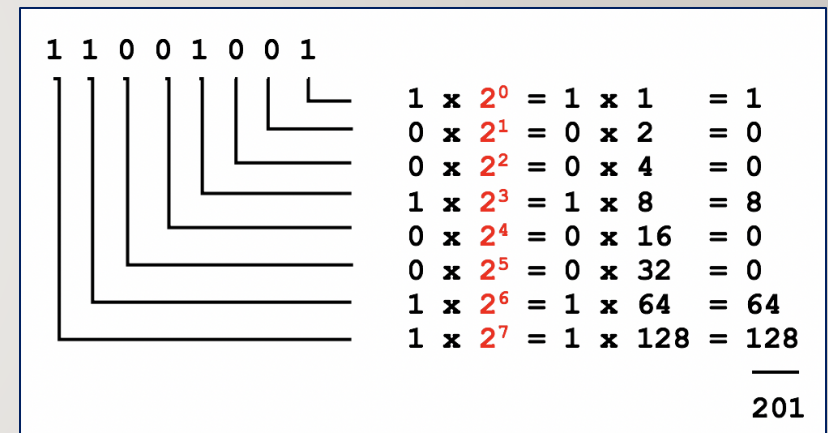 1 1 0 0 1 0 0 1
1 x 2⁰ = 1 x 1 = 1
0 x 2¹ = 0 x 2 = 0
0 x 2² = 0 x 4 = 0
1 x 2³ = 1 x 8 = 8
0 x 2⁴ = 0 x 16 = 0
0 x 2⁵ = 0 x 32 = 0
1 x 2⁶ = 1 x 64 = 64
1 x 2⁷ = 1 x 128 = 128
201